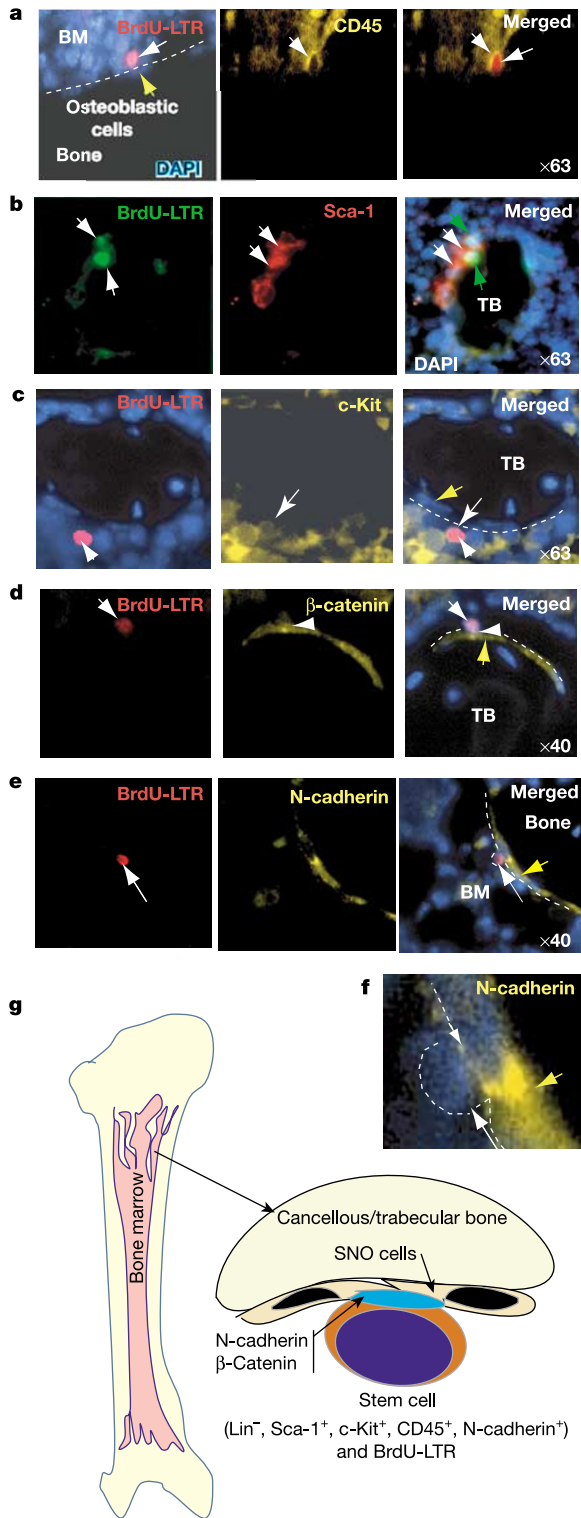 a
BM
BrdU-LTR
Osteoblastic
cells
Bone
DAPI
CD45
Merged
×63
b
BrdU-LTR
Sca-1
Merged
TB
DAPI
×63
c
BrdU-LTR
c-Kit
Merged
TB
×63
d
BrdU-LTR
β-catenin
Merged
TB
×40
e
BrdU-LTR
N-cadherin
Merged
Bone
BM
×40
f
N-cadherin
g
Bone marrow
Cancellous/trabecular bone
SNO cells
N-cadherin
β-Catenin
Stem cell
(Lin⁻, Sca-1⁺, c-Kit⁺, CD45⁺, N-cadherin⁺)
and BrdU-LTR